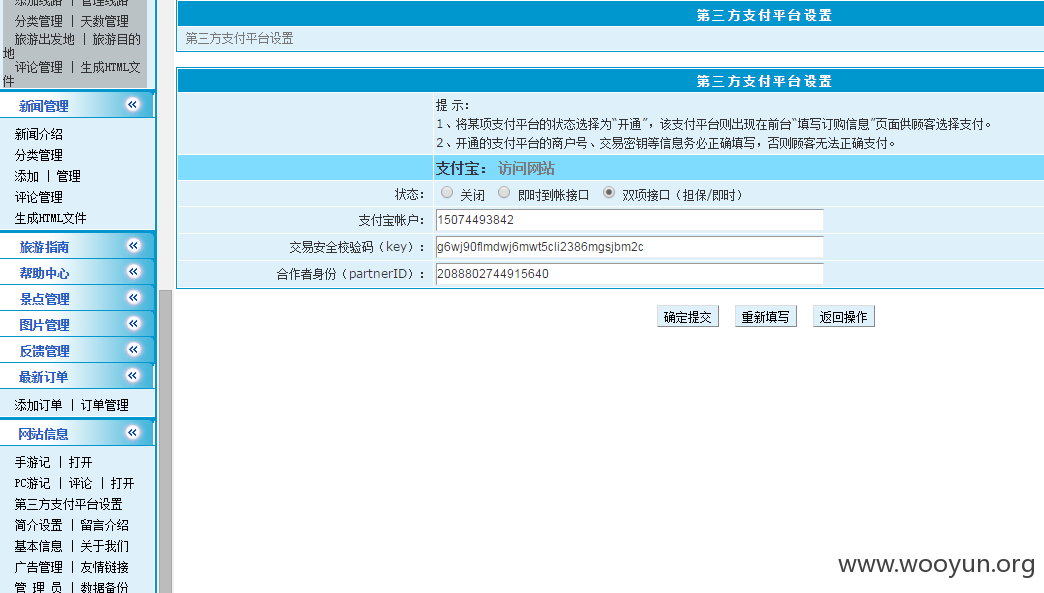 添加线路 | 管理线路
分类管理 | 天数管理
旅游出发地 | 旅游目的
地
评论管理 | 生成HTML文
件
新闻管理
新闻介绍
分类管理
添加 | 管理
评论管理
生成HTML文件
旅游指南
帮助中心
景点管理
图片管理
反馈管理
最新订单
添加订单 | 订单管理
网站信息
手游记 | 打开
PC游记 | 评论 | 打开
第三方支付平台设置
简介设置 | 留言介绍
基本信息 | 关于我们
广告管理 | 友情链接
管 理 员 | 数据备份
第三方支付平台设置
第三方支付平台设置
第三方支付平台设置
提 示：
1、将某项支付平台的状态选择为“开通”，该支付平台则出现在前台“填写订购信息”页面供顾客选择支付。
2、开通的支付平台的商户号、交易密钥等信息务必正确填写，否则顾客无法正确支付。
支付宝： 访问网站
状态： 关闭 即时到帐接口 双项接口（担保/即时）
支付宝帐户： 15074493842
交易安全校验码（key）： g6wj90flmdwj6mwt5cli2386mgsjbm2c
合作者身份（partnerID）： 2088802744915640
确定提交 重新填写 返回操作
www.wooyun.org